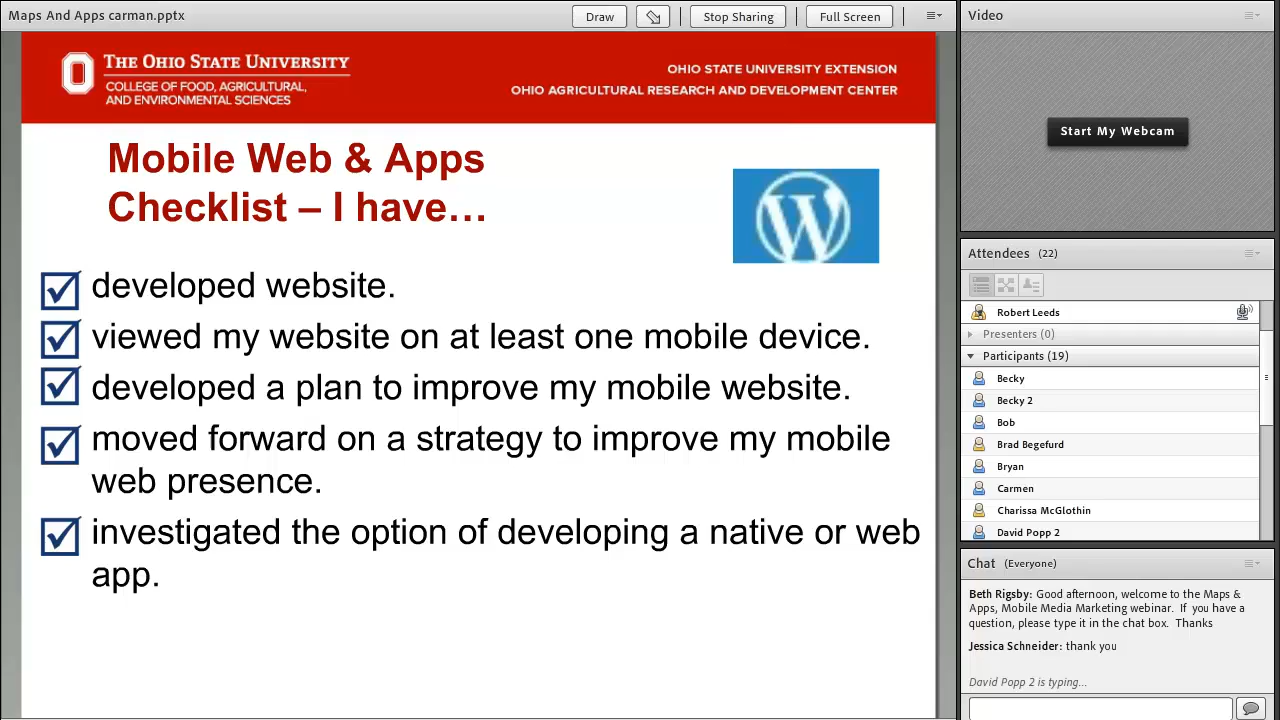 Maps And Apps carman.pptx
Draw
Stop Sharing
Full Screen
THE OHIO STATE UNIVERSITY
COLLEGE OF FOOD, AGRICULTURAL,
AND ENVIRONMENTAL SCIENCES
OHIO STATE UNIVERSITY EXTENSION
OHIO AGRICULTURAL RESEARCH AND DEVELOPMENT CENTER
Mobile Web & Apps
Checklist – I have…
W
developed website.
viewed my website on at least one mobile device.
developed a plan to improve my mobile website.
moved forward on a strategy to improve my mobile
web presence.
investigated the option of developing a native or web
app.
Video
Start My Webcam
Attendees (22)
Robert Leeds
Presenters (0)
Participants (19)
Becky
Becky 2
Bob
Brad Begefurd
Bryan
Carmen
Charissa McGlothin
David Popp 2
Chat (Everyone)
Beth Rigsby: Good afternoon, welcome to the Maps &
Apps, Mobile Media Marketing webinar. If you have a
question, please type it in the chat box. Thanks
Jessica Schneider: thank you
David Popp 2 is typing...